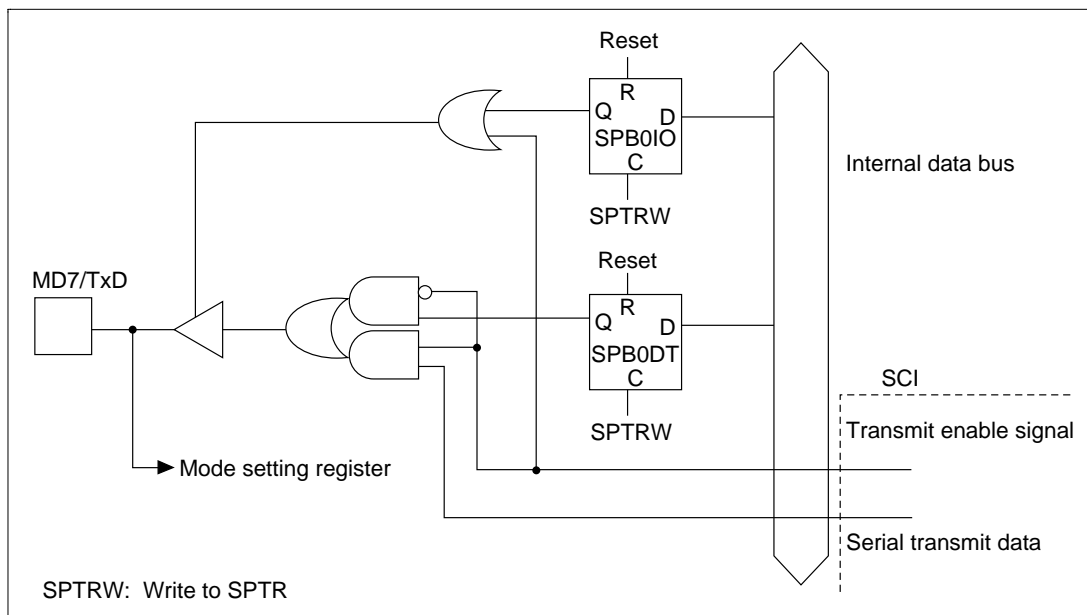 Reset
R
Q
D
SPB0IO
C
Internal data bus
SPTRW
Reset
MD7/TxD
R
Q
D
SPB0DT
C
SCI
SPTRW
Transmit enable signal
Mode setting register
Serial transmit data
SPTRW: Write to SPTR